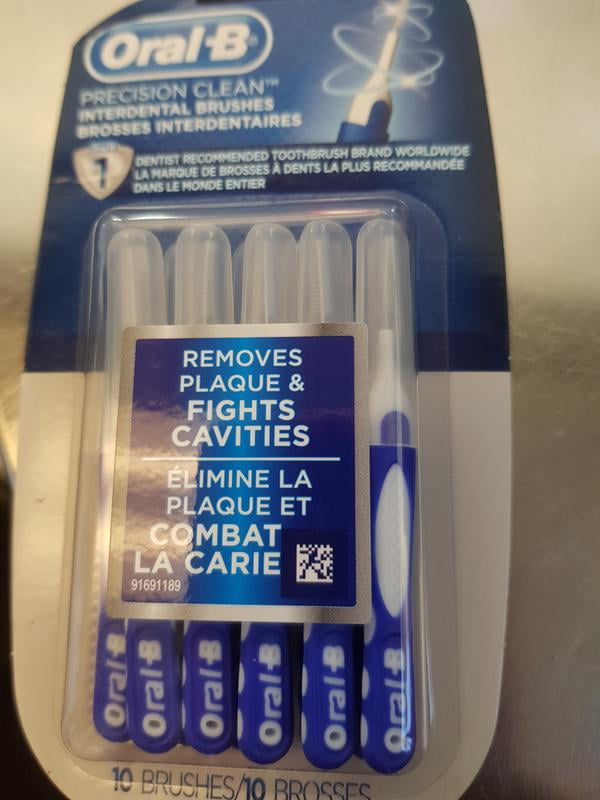 Oral-B
PRECISION CLEAN™
INTERDENTAL BRUSHES
BROSSES INTERDENTAIRES
1
DENTIST RECOMMENDED TOOTHBRUSH BRAND WORLDWIDE
LA MARQUE DE BROSSES À DENTS LA PLUS RECOMMANDÉE
DANS LE MONDE ENTIER
REMOVES
PLAQUE &
FIGHTS
CAVITIES
ÉLIMINE LA
PLAQUE ET
COMBAT
LA CARIE
91691189
Oral-B
Oral-B
Oral-B
Oral-B
Oral-B
Oral-B
10 BRUSHES/10 BROSSES